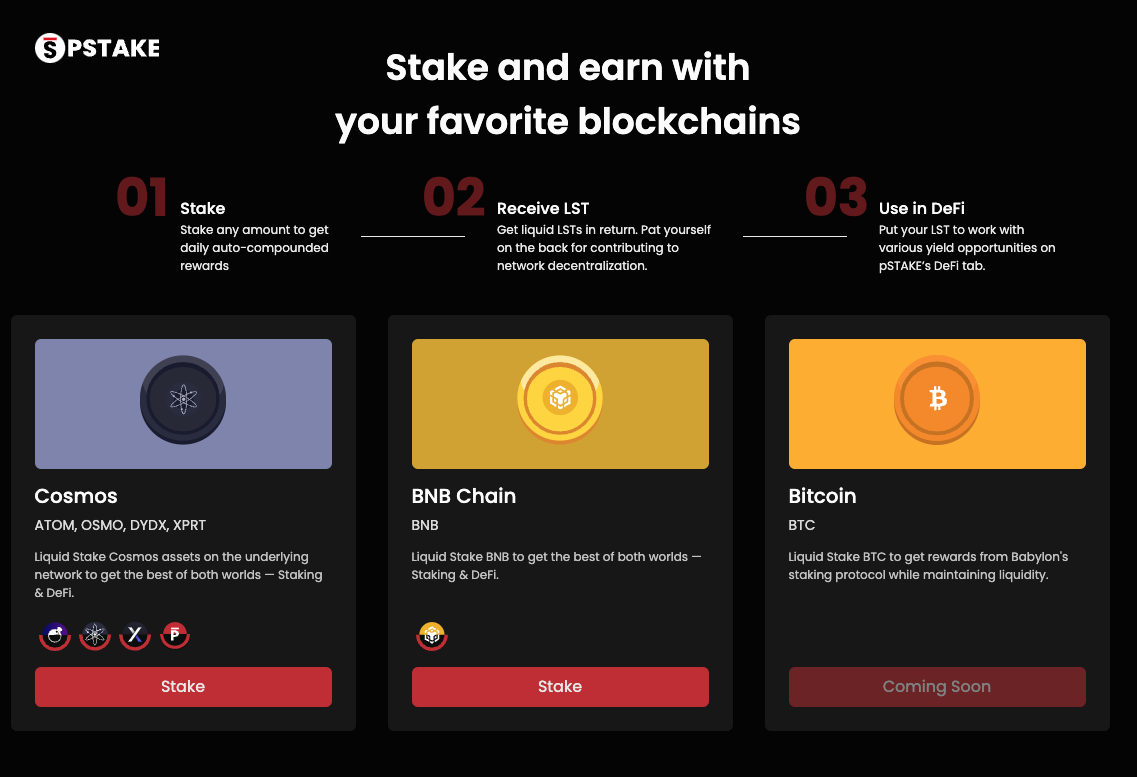 PSTAKE
Stake and earn with
your favorite blockchains
01
Stake
Stake any amount to get
daily auto-compounded
rewards
02
Receive LST
Get liquid LSTs in return. Pat yourself
on the back for contributing to
network decentralization.
03
Use in DeFi
Put your LST to work with
various yield opportunities on
pSTAKE’s DeFi tab.
Cosmos
ATOM, OSMO, DYDX, XPRT
Liquid Stake Cosmos assets on the underlying
network to get the best of both worlds — Staking
& DeFi.
Stake
BNB Chain
BNB
Liquid Stake BNB to get the best of both worlds —
Staking & DeFi.
Stake
Bitcoin
BTC
Liquid Stake BTC to get rewards from Babylon's
staking protocol while maintaining liquidity.
Coming Soon